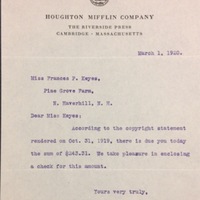 HOUGHTON MIFFLIN COMPANY
THE RIVERSIDE PRESS
CAMBRIDGE · MASSACHUSETTS
March 1, 1920.
Miss Frances P. Keyes,
Pine Grove Farm,
N. Haverhill, N. H.
Dear Miss Keyes:
According to the copyright statement
rendered on Oct. 31, 1919, there is due you today
the sum of $243.21. We take pleasure in enclosing
a check for this amount.
Yours very truly,